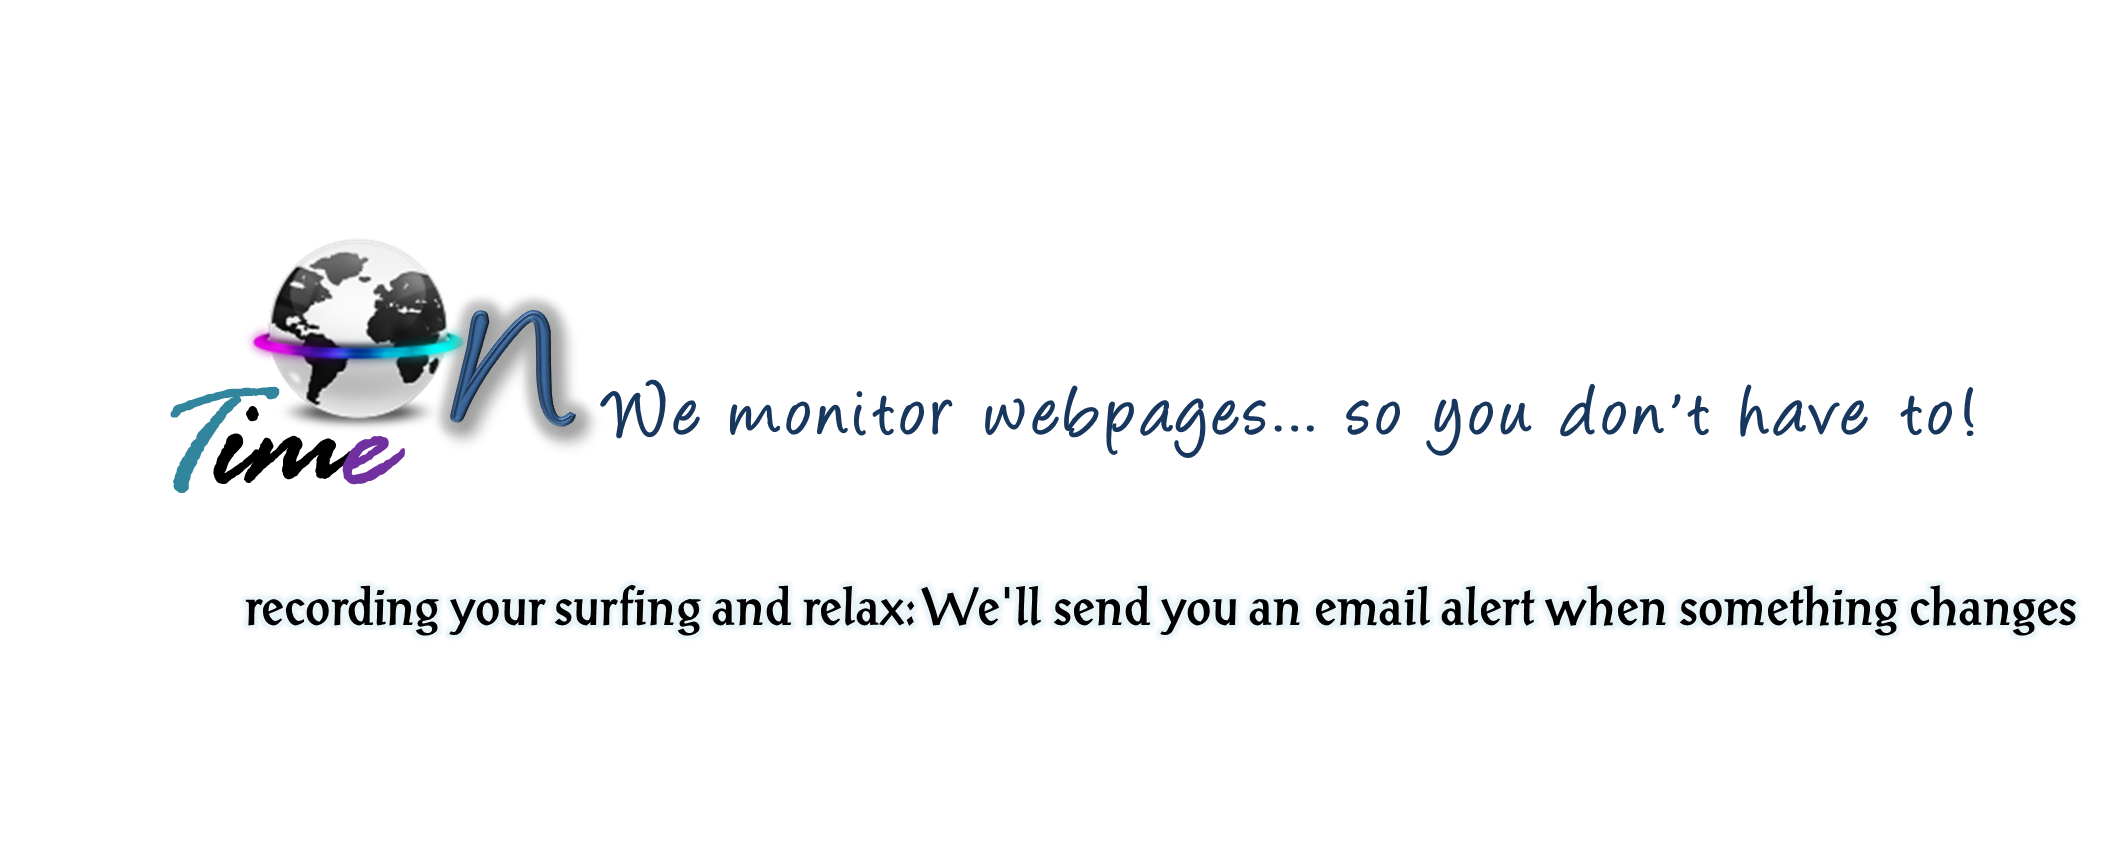 On
Time
We monitor webpages... so you don't have to!
recording your surfing and relax: We'll send you an email alert when something changes